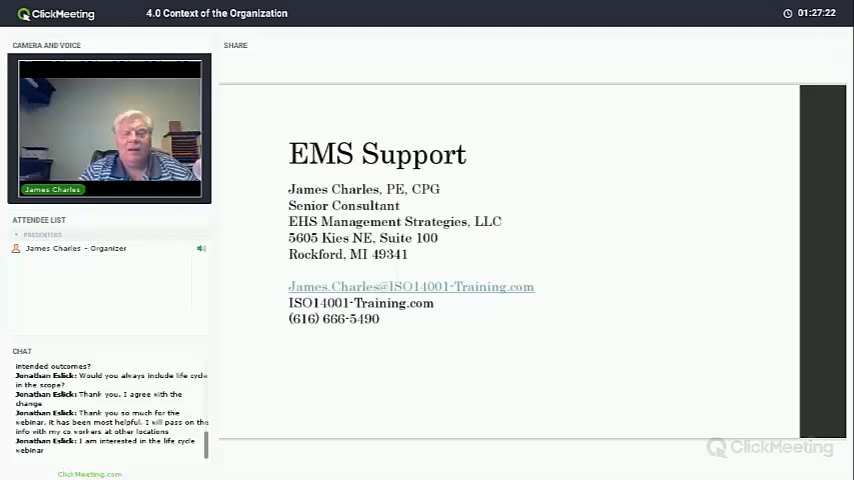 ClickMeeting
4.0 Context of the Organization
01:27:22
CAMERA AND VOICE
SHARE
James Charles
EMS Support
James Charles, PE, CPG
Senior Consultant
EHS Management Strategies, LLC
5605 Kies NE, Suite 100
Rockford, MI 49341
James.Charles@ISO14001-Training.com
ISO14001-Training.com
(616) 666-5490
ATTENDEE LIST
PRESENTERS
James Charles - Organizer
CHAT
intended outcomes?
Jonathan Eslick: Would you always include life cycle
in the scope?
Jonathan Eslick: Thank you. I agree with the
change
Jonathan Eslick: Thank you so much for the
webinar, it has been most helpful. I will pass on the
info with my co workers at other locations
Jonathan Eslick: I am interested in the life cycle
webinar
ClickMeeting.com
ClickMeeting